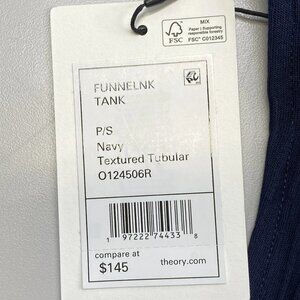 MIX
Paper | Supporting
responsible forestry
FSC
FSC® C012345
FUNNELNK
TANK
P/S
Navy
Textured Tubular
O124506R
1 97222 74433 8
compare at
$145
theory.com